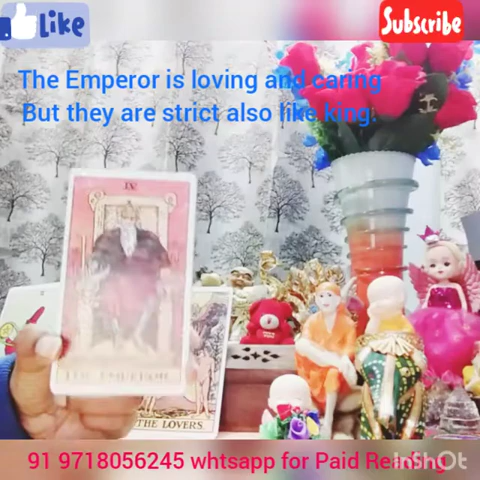 Like
Subscribe
The Emperor is loving and caring
But they are strict also like king.
IV
THE EMPEROR.
THE LOVERS.
91 9718056245 whtsapp for Paid Reading
InShOt